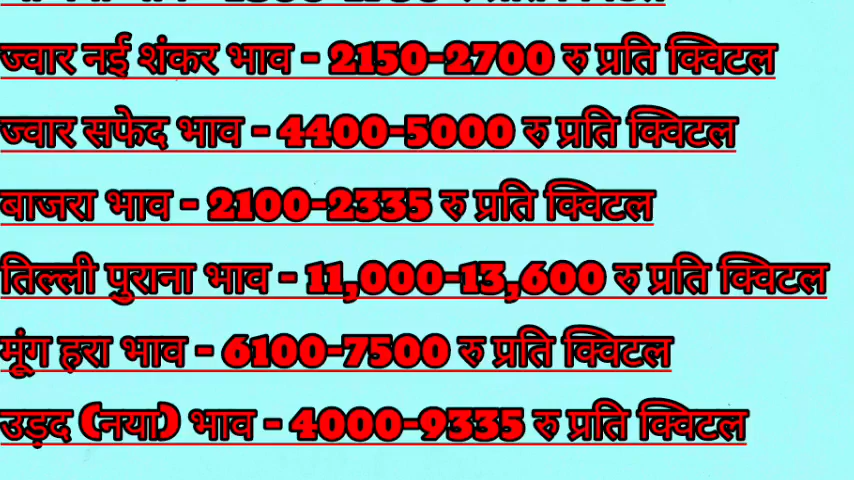 ज्वार नई शंकर भाव - 2150-2700 रु प्रति क्विटल
ज्वार सफेद भाव - 4400-5000 रु प्रति क्विटल
बाजरा भाव - 2100-2335 रु प्रति क्विटल
तिल्ली पुराना भाव - 11,000-13,600 रु प्रति क्विटल
मूंग हरा भाव - 6100-7500 रु प्रति क्विटल
उड़द (नया) भाव - 4000-9335 रु प्रति क्विटल